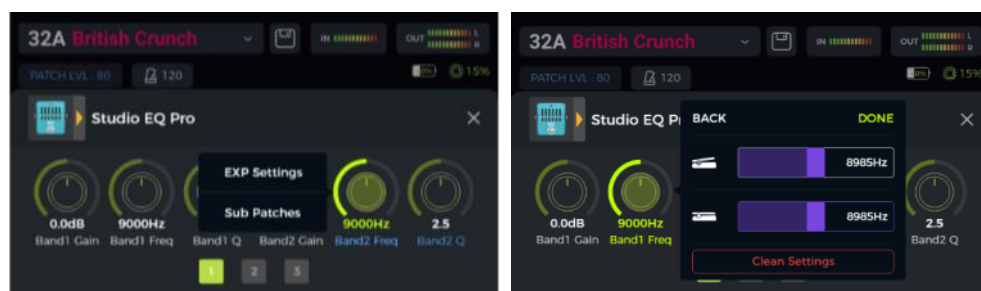 32A British Crunch
IN
OUT
L
R
PATCH LVL : 80
120
0%
15%
Studio EQ Pro
EXP Settings
Sub Patches
0.0dB
9000Hz
9000Hz
2.5
Band1 Gain
Band1 Freq
Band1 Q
Band2 Gain
Band2 Freq
Band2 Q
1
2
3
32A British Crunch
IN
OUT
L
R
PATCH LVL : 80
120
0%
15%
Studio EQ P
BACK
DONE
8985Hz
8985Hz
0.0dB
9000Hz
2.5
Band1 Gain
Band1 Freq
Band2 Q
Clean Settings